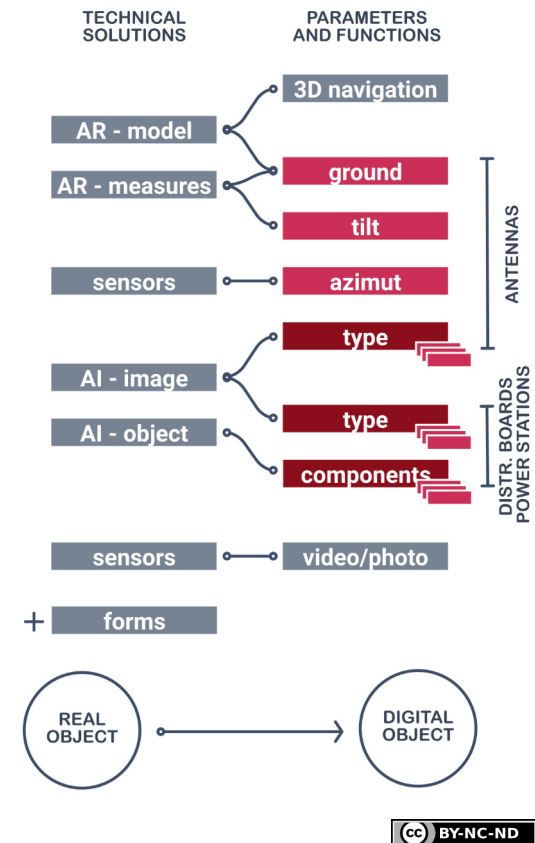 TECHNICAL
SOLUTIONS
PARAMETERS
AND FUNCTIONS
3D navigation
AR - model
ground
AR - measures
tilt
sensors
azimut
ANTENNAS
type
AI - image
type
AI - object
components
DISTR. BOARDS
POWER STATIONS
sensors
video/photo
+ forms
REAL
OBJECT
DIGITAL
OBJECT
cc BY-NC-ND